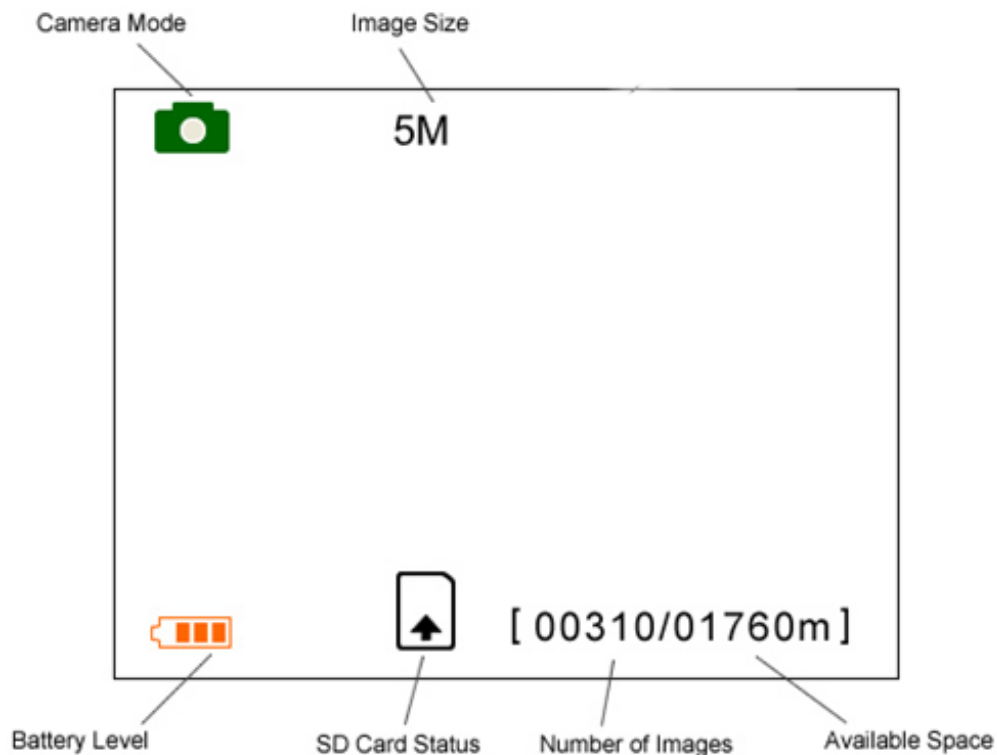 Camera Mode
Image Size
5M
[ 00310/01760m ]
Battery Level
SD Card Status
Number of Images
Available Space